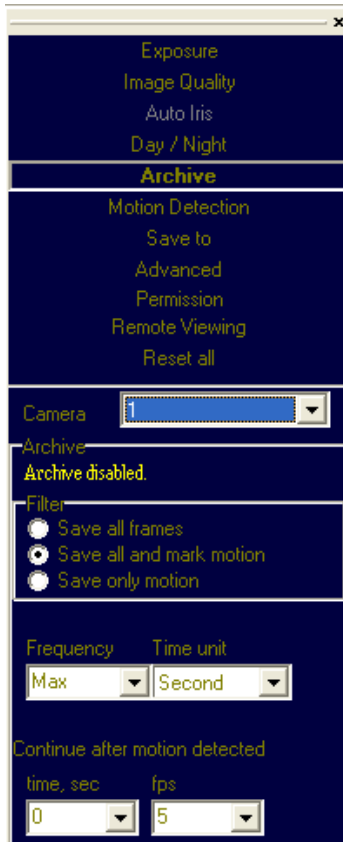 Exposure
Image Quality
Auto Iris
Day / Night
Archive
Motion Detection
Save to
Advanced
Permission
Remote Viewing
Reset all
Camera 1
Archive
Archive disabled.
Filter
Save all frames
Save all and mark motion
Save only motion
Frequency Time unit
Max Second
Continue after motion detected
time, sec fps
0 5